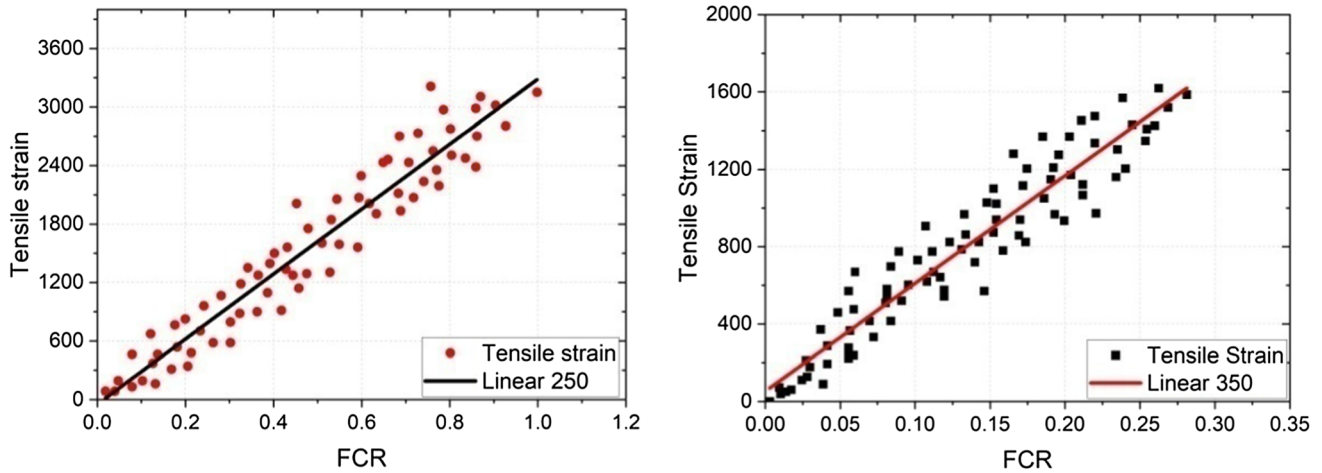 3600
3000
2400
1800
1200
600
0
Tensile strain
Tensile strain
Linear 250
0.0 0.2 0.4 0.6 0.8 1.0 1.2
FCR
2000
1600
1200
800
400
0
Tensile Strain
Tensile Strain
Linear 350
0.00 0.05 0.10 0.15 0.20 0.25 0.30 0.35
FCR